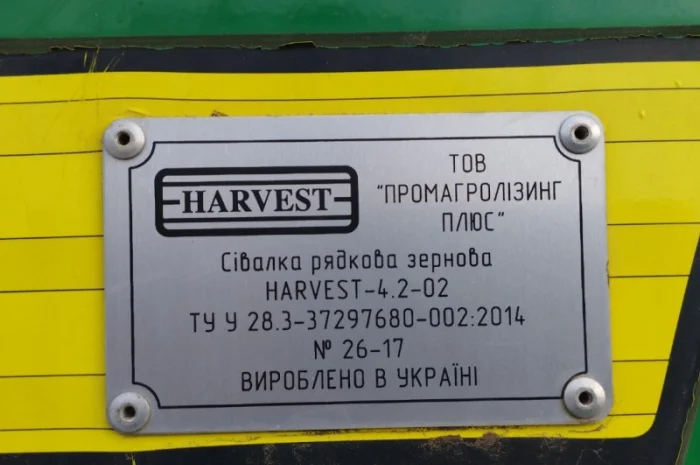 HARVEST
ТОВ
"ПРОМАГРОЛІЗИНГ
ПЛЮС"
Сівалка рядкова зернова
HARVEST-4.2-02
ТУ У 28.3-37297680-002:2014
№ 26-17
ВИРОБЛЕНО В УКРАЇНІ